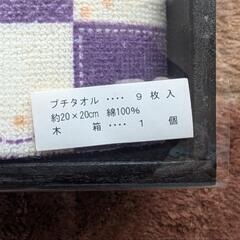 プチタオル ‥‥ 9 枚 入
約20×20cm 綿100%
木　　箱 ‥‥ 1　個